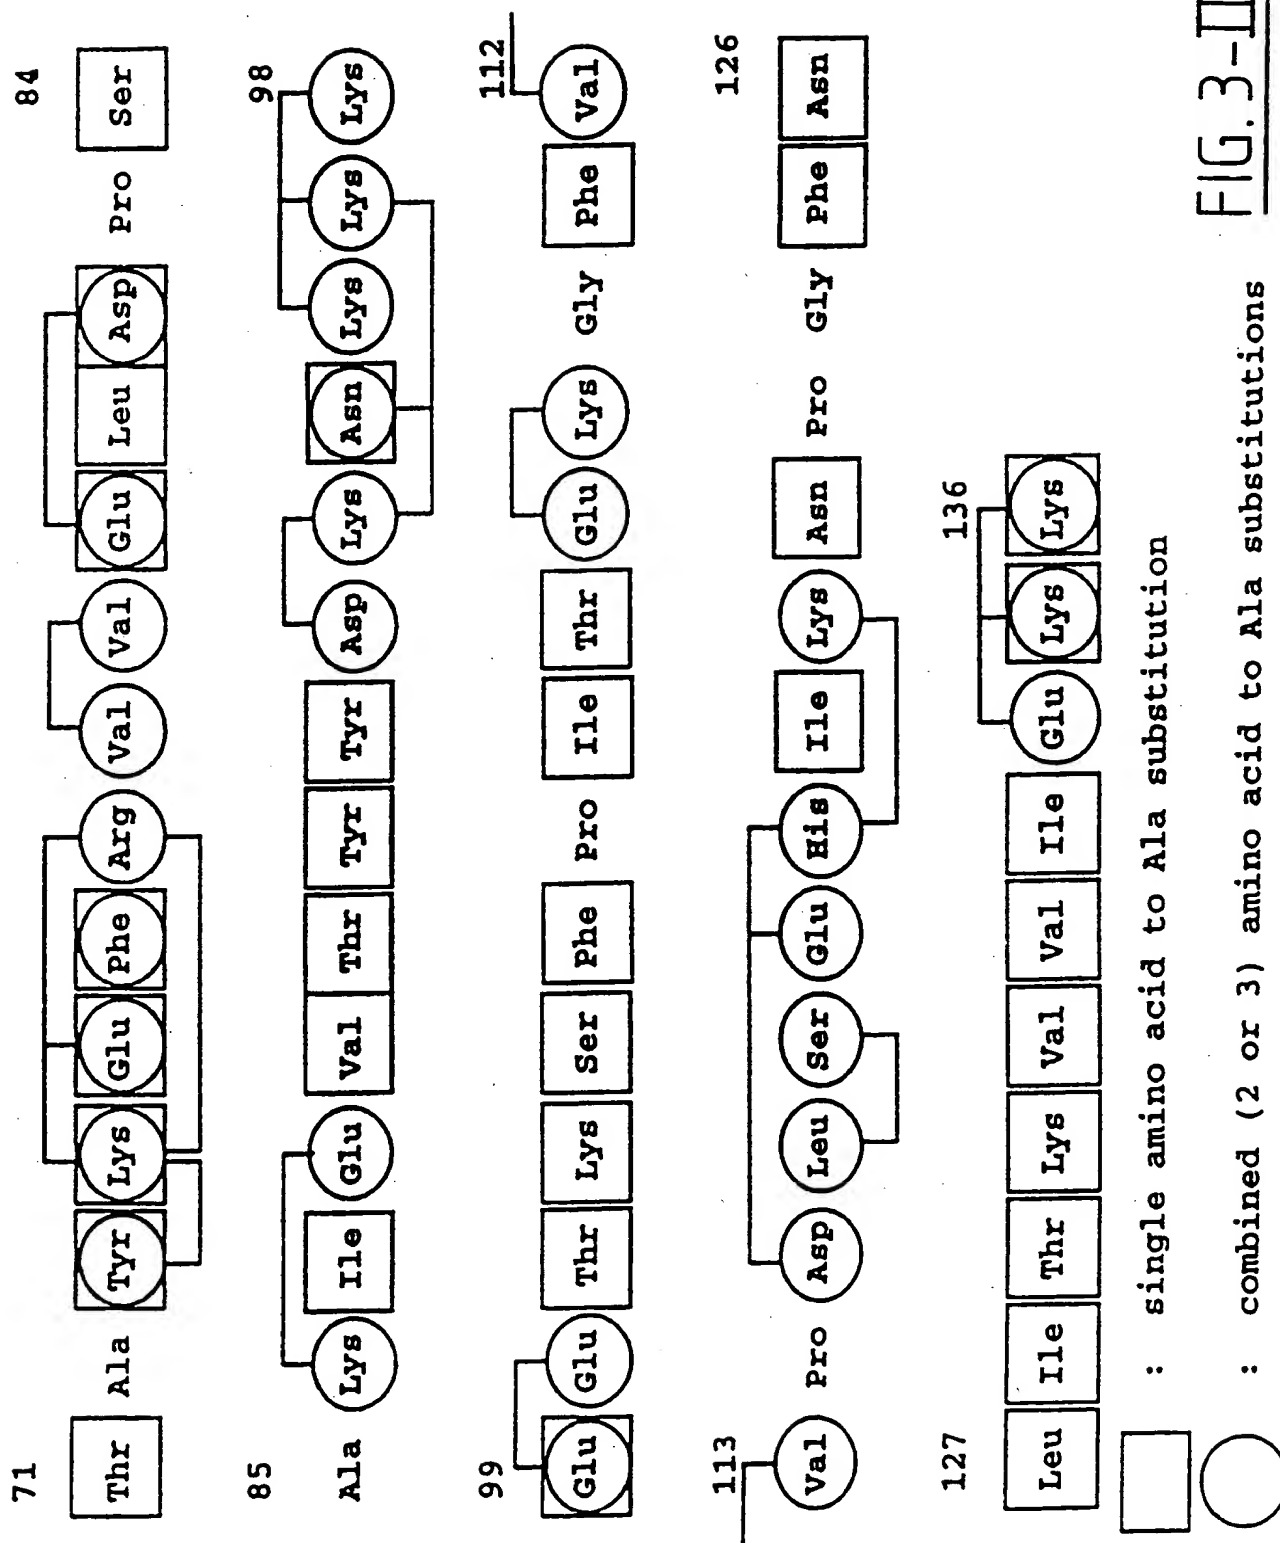 71 84
Thr Ala Tyr Lys Glu Phe Arg Val Val Glu Leu Asp Pro Ser
85 98
Ala Lys Ile Glu Val Thr Tyr Tyr Asp Lys Asn Lys Lys Lys
99 112
Glu Glu Thr Lys Ser Phe Pro Ile Thr Glu Lys Gly Phe Val
113 126
Val Pro Asp Leu Ser Glu His Ile Lys Asn Pro Gly Phe Asn
127 136
Leu Ile Thr Lys Val Val Ile Glu Lys Lys
: single amino acid to Ala substitution
: combined (2 or 3) amino acid to Ala substitutions
FIG. 3-II